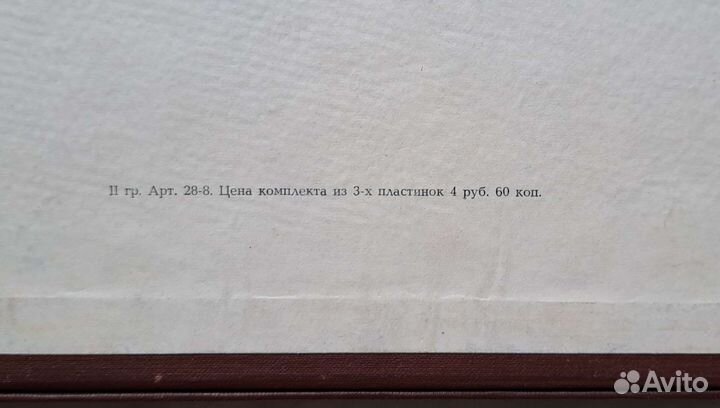 II гр. Арт. 28-8. Цена комплекта из 3-х пластинок 4 руб. 60 коп.
Avito